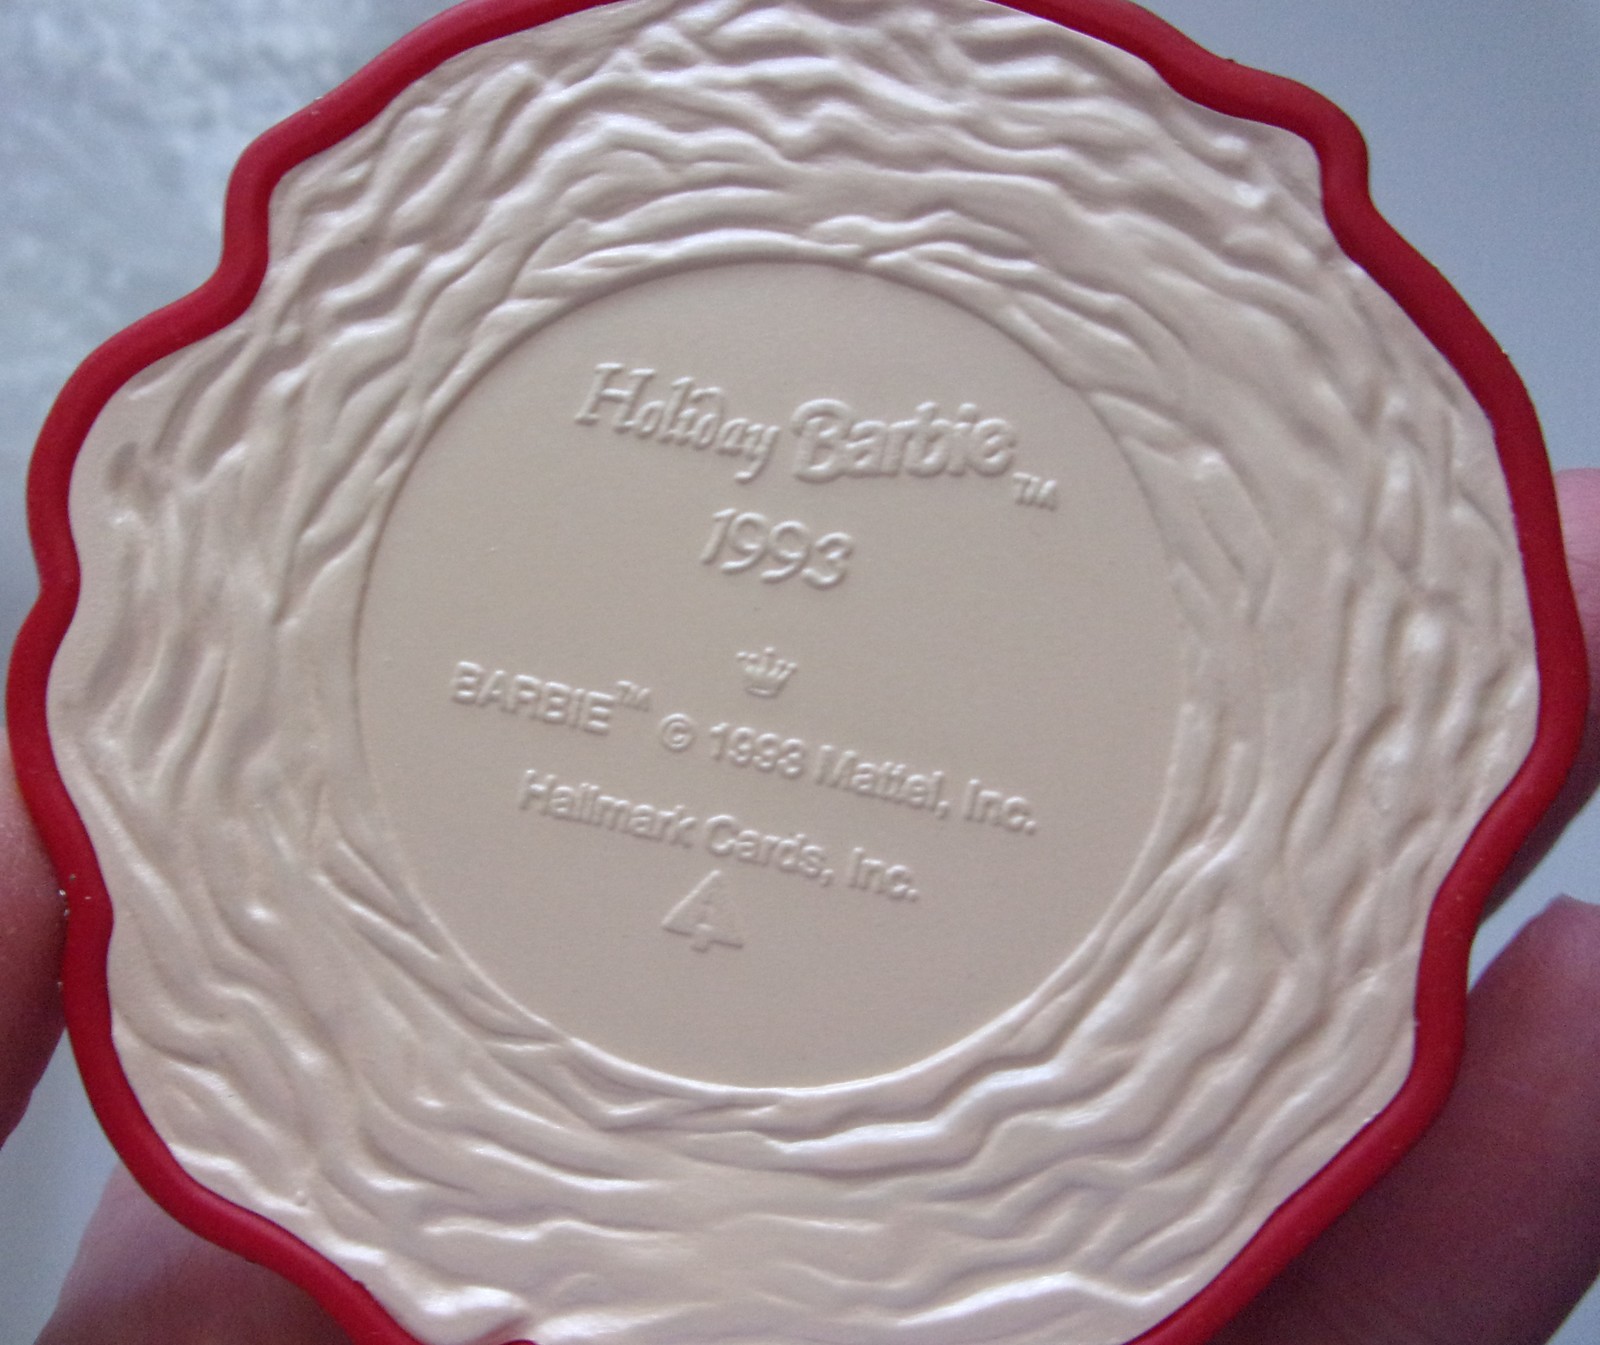 Holiday Barbie™
1993
BARBIE™ © 1993 Mattel, Inc.
Hallmark Cards, Inc.
4